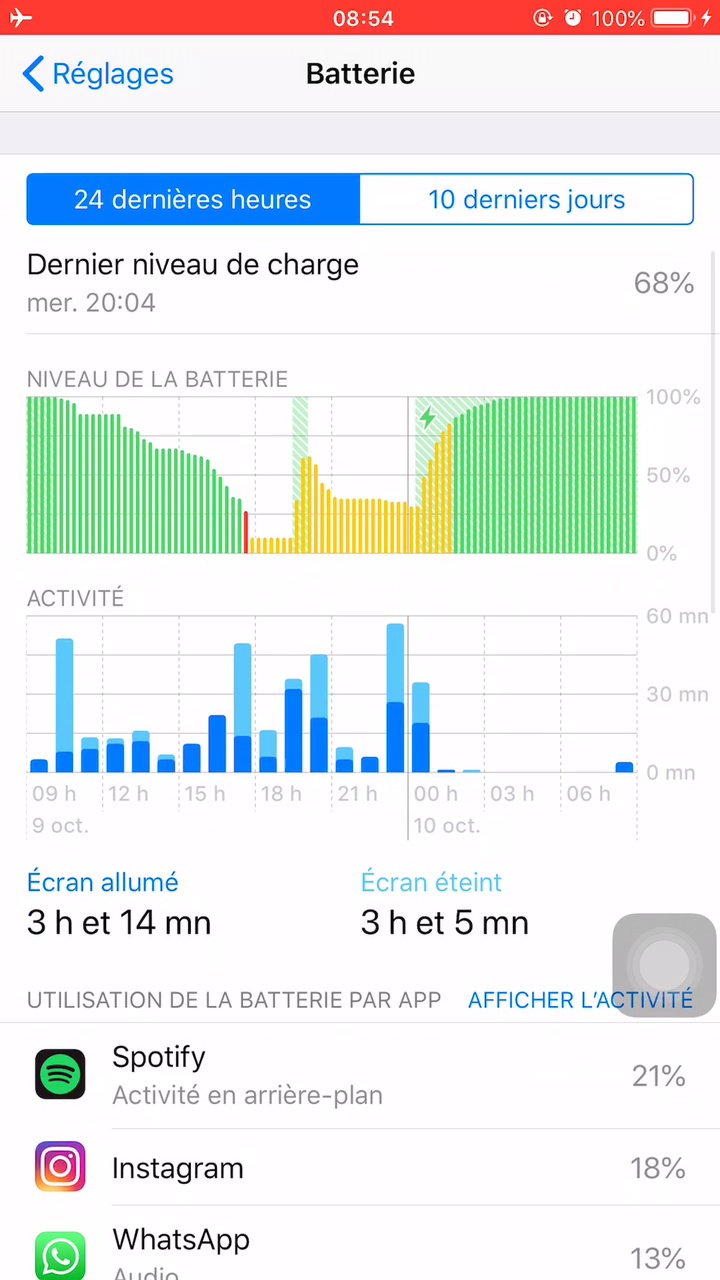 08:54
100%
Réglages
Batterie
24 dernières heures
10 derniers jours
Dernier niveau de charge
mer. 20:04
68%
NIVEAU DE LA BATTERIE
100%
50%
0%
ACTIVITÉ
60 mn
30 mn
0 mn
09 h 12 h 15 h 18 h 21 h 00 h 03 h 06 h
9 oct. 10 oct.
Écran allumé
3 h et 14 mn
Écran éteint
3 h et 5 mn
UTILISATION DE LA BATTERIE PAR APP
AFFICHER L'ACTIVITÉ
Spotify
Activité en arrière-plan
21%
Instagram
18%
WhatsApp
Audio
13%